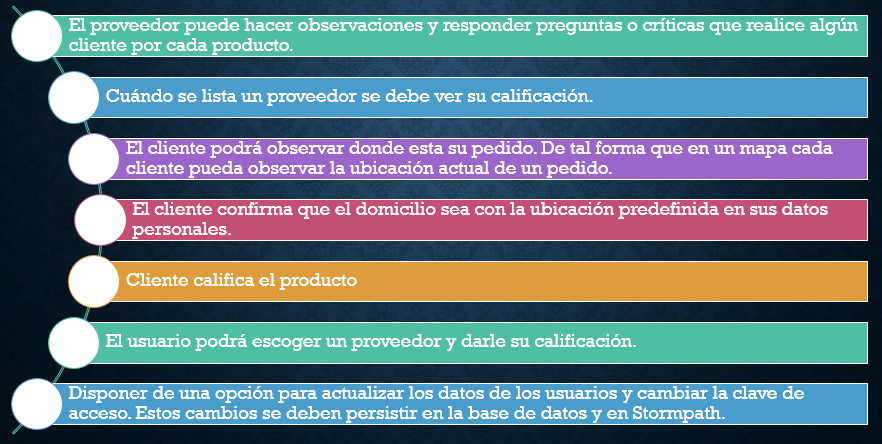 El proveedor puede hacer observaciones y responder preguntas o críticas que realice algún
cliente por cada producto.
Cuándo se lista un proveedor se debe ver su calificación.
El cliente podrá observar donde esta su pedido. De tal forma que en un mapa cada
cliente pueda observar la ubicación actual de un pedido.
El cliente confirma que el domicilio sea con la ubicación predefinida en sus datos
personales.
Cliente califica el producto
El usuario podrá escoger un proveedor y darle su calificación.
Disponer de una opción para actualizar los datos de los usuarios y cambiar la clave de
acceso. Estos cambios se deben persistir en la base de datos y en Stormpath.